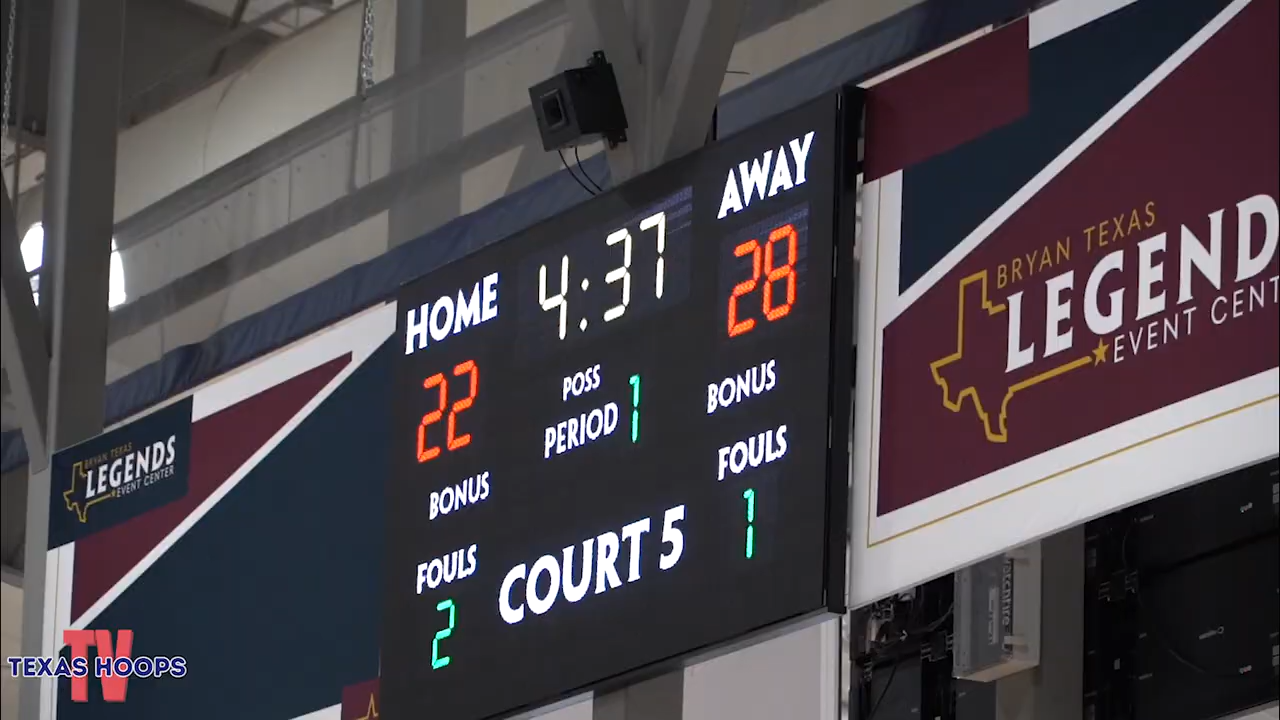 HOME
4:37
AWAY
22
28
POSS
PERIOD 1
BONUS
BONUS
FOULS
FOULS
2
1
COURT 5
BRYAN TEXAS
LEGENDS
EVENT CENTER
BRYAN TEXAS
LEGEND
EVENT CENT
TV
TEXAS HOOPS